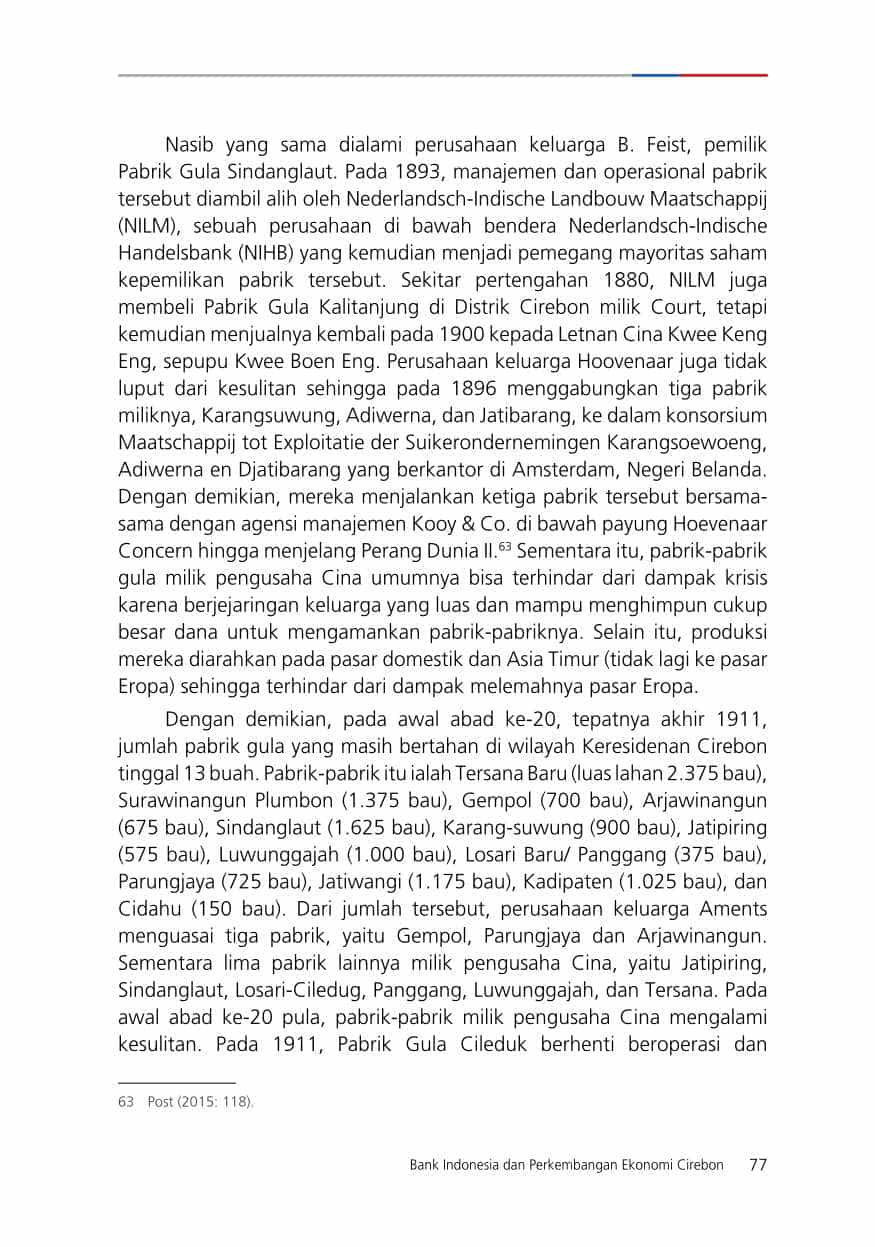 Nasib yang sama dialami perusahaan keluarga B. Feist, pemilik
Pabrik Gula Sindanglaut. Pada 1893, manajemen dan operasional pabrik
tersebut diambil alih oleh Nederlandsch-Indische Landbouw Maatschappij
(NILM), sebuah perusahaan di bawah bendera Nederlandsch-Indische
Handelsbank (NIHB) yang kemudian menjadi pemegang mayoritas saham
kepemilikan pabrik tersebut. Sekitar pertengahan 1880, NILM juga
membeli Pabrik Gula Kalitanjung di Distrik Cirebon milik Court, tetapi
kemudian menjualnya kembali pada 1900 kepada Letnan Cina Kwee Keng
Eng, sepupu Kwee Boen Eng. Perusahaan keluarga Hoovenaar juga tidak
luput dari kesulitan sehingga pada 1896 menggabungkan tiga pabrik
miliknya, Karangsuwung, Adiwerna, dan Jatibarang, ke dalam konsorsium
Maatschappij tot Exploitatie der Suikerondernemingen Karangsoewoeng,
Adiwerna en Djatibarang yang berkantor di Amsterdam, Negeri Belanda.
Dengan demikian, mereka menjalankan ketiga pabrik tersebut bersama-
sama dengan agensi manajemen Kooy & Co. di bawah payung Hoevenaar
Concern hingga menjelang Perang Dunia II.63 Sementara itu, pabrik-pabrik
gula milik pengusaha Cina umumnya bisa terhindar dari dampak krisis
karena berjejaringan keluarga yang luas dan mampu menghimpun cukup
besar dana untuk mengamankan pabrik-pabriknya. Selain itu, produksi
mereka diarahkan pada pasar domestik dan Asia Timur (tidak lagi ke pasar
Eropa) sehingga terhindar dari dampak melemahnya pasar Eropa.
Dengan demikian, pada awal abad ke-20, tepatnya akhir 1911,
jumlah pabrik gula yang masih bertahan di wilayah Keresidenan Cirebon
tinggal 13 buah. Pabrik-pabrik itu ialah Tersana Baru (luas lahan 2.375 bau),
Surawinangun Plumbon (1.375 bau), Gempol (700 bau), Arjawinangun
(675 bau), Sindanglaut (1.625 bau), Karang-suwung (900 bau), Jatipiring
(575 bau), Luwunggajah (1.000 bau), Losari Baru/ Panggang (375 bau),
Parungjaya (725 bau), Jatiwangi (1.175 bau), Kadipaten (1.025 bau), dan
Cidahu (150 bau). Dari jumlah tersebut, perusahaan keluarga Aments
menguasai tiga pabrik, yaitu Gempol, Parungjaya dan Arjawinangun.
Sementara lima pabrik lainnya milik pengusaha Cina, yaitu Jatipiring,
Sindanglaut, Losari-Ciledug, Panggang, Luwunggajah, dan Tersana. Pada
awal abad ke-20 pula, pabrik-pabrik milik pengusaha Cina mengalami
kesulitan. Pada 1911, Pabrik Gula Cileduk berhenti beroperasi dan
63 Post (2015: 118).
Bank Indonesia dan Perkembangan Ekonomi Cirebon 77